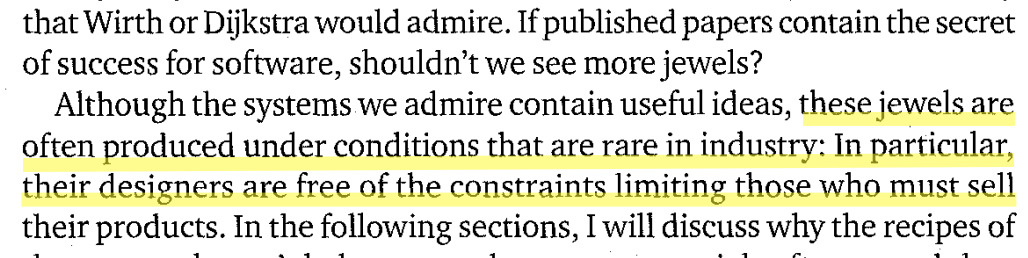 that Wirth or Dijkstra would admire. If published papers contain the secret
of success for software, shouldn't we see more jewels?
Although the systems we admire contain useful ideas, these jewels are
often produced under conditions that are rare in industry: In particular,
their designers are free of the constraints limiting those who must sell
their products. In the following sections, I will discuss why the recipes of